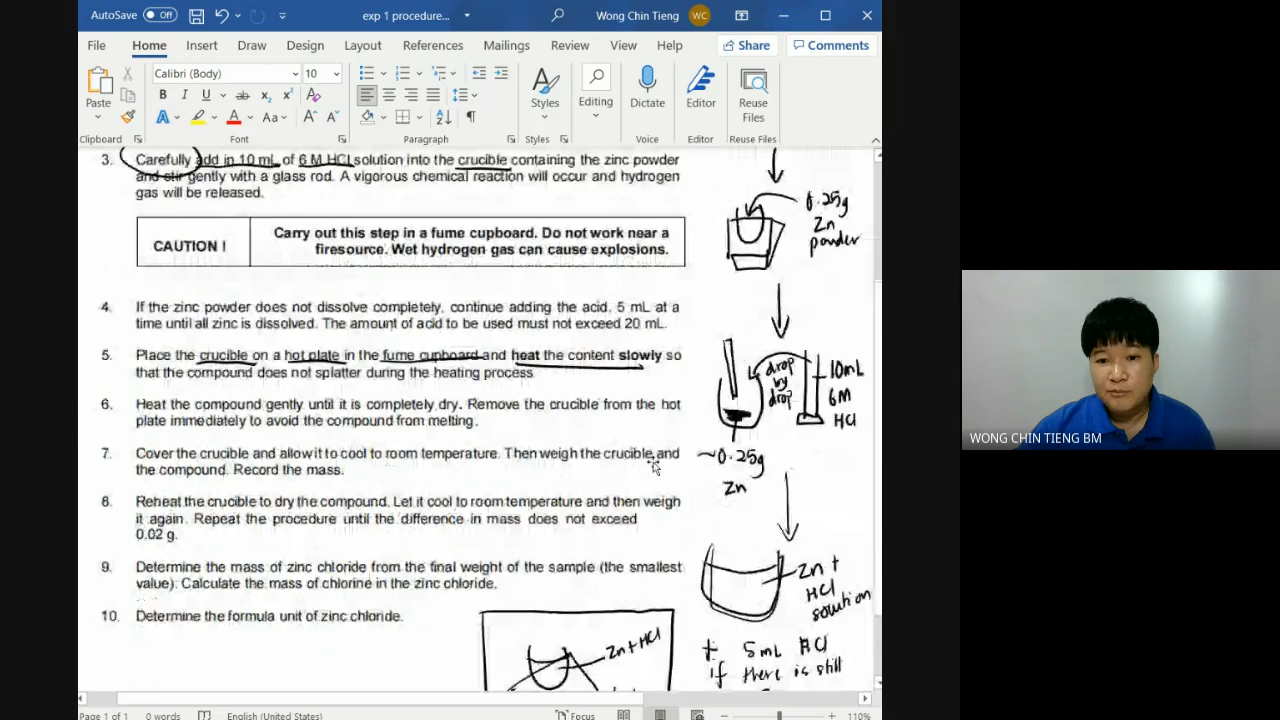 AutoSave Off exp 1 procedure... Wong Chin Tieng WC
File Home Insert Draw Design Layout References Mailings Review View Help Share Comments
Calibri (Body) 10
Paste B I U ab x₂ x² Styles Editing Dictate Editor Reuse Files
A A Aa A A
Clipboard Font Paragraph Styles Voice Editor Reuse Files
3. Carefully add in 10 mL of 6 M HCl solution into the crucible containing the zinc powder
and stir gently with a glass rod. A vigorous chemical reaction will occur and hydrogen
gas will be released.
CAUTION !
Carry out this step in a fume cupboard. Do not work near a
firesource. Wet hydrogen gas can cause explosions.
4. If the zinc powder does not dissolve completely, continue adding the acid, 5 mL at a
time until all zinc is dissolved. The amount of acid to be used must not exceed 20 mL.
5. Place the crucible on a hot plate in the fume cupboard and heat the content slowly so
that the compound does not splatter during the heating process
6. Heat the compound gently until it is completely dry. Remove the crucible from the hot
plate immediately to avoid the compound from melting.
7. Cover the crucible and allow it to cool to room temperature. Then weigh the crucible and
the compound. Record the mass.
8. Reheat the crucible to dry the compound. Let it cool to room temperature and then weigh
it again. Repeat the procedure until the difference in mass does not exceed
0.02 g.
9. Determine the mass of zinc chloride from the final weight of the sample (the smallest
value). Calculate the mass of chlorine in the zinc chloride.
10. Determine the formula unit of zinc chloride.
Zn + HCl
0.25g
Zn
powder
drop
by
drop
10mL
6M
HCl
~0.25g
Zn
Zn +
HCl
solution
+ 5 mL HCl
if there is still
Page 1 of 1 0 words English (United States) Focus 110%
WONG CHIN TIENG BM